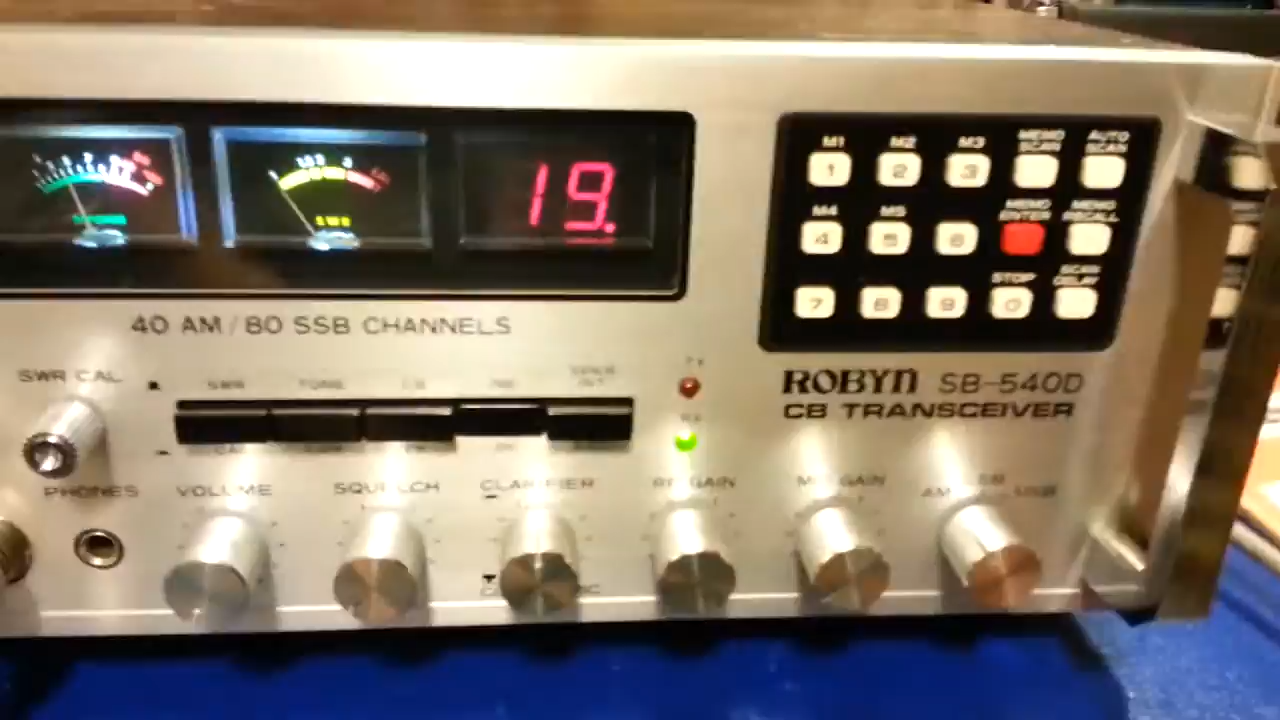 19.
M1 M2 M3 MEMO SCAN AUTO SCAN
1 2 3
M4 M5 MEMO ENTER MEMO RECALL
4 5 6
STOP SCAN DELAY
7 8 9 0
40 AM/80 SSB CHANNELS
SWR CAL
SWR TONE
TX
ROBYN SB-540D
RX
CB TRANSCEIVER
PHONES VOLUME SQUELCH CLARIFIER RF GAIN MIC GAIN